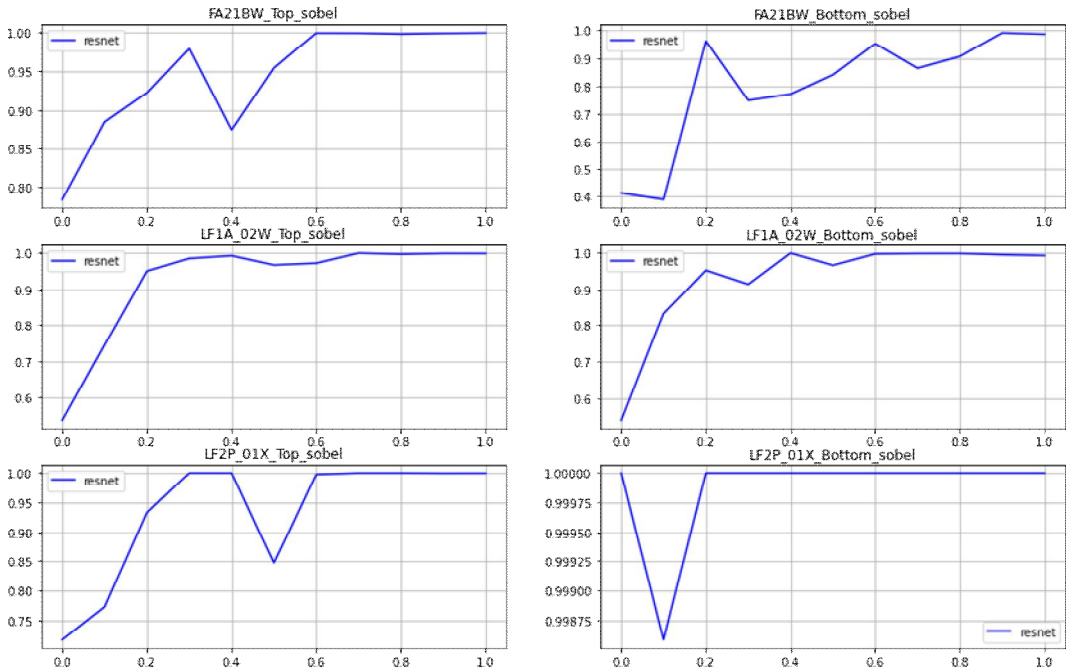 FA21BW_Top_sobel
1.00
0.95
0.90
0.85
0.80
resnet
0.0 0.2 0.4 0.6 0.8 1.0
FA21BW_Bottom_sobel
1.0
0.9
0.8
0.7
0.6
0.5
0.4
resnet
0.0 0.2 0.4 0.6 0.8 1.0
LF1A_02W_Top_sobel
1.0
0.9
0.8
0.7
0.6
resnet
0.0 0.2 0.4 0.6 0.8 1.0
LF1A_02W_Bottom_sobel
1.0
0.9
0.8
0.7
0.6
resnet
0.0 0.2 0.4 0.6 0.8 1.0
LF2P_01X_Top_sobel
1.00
0.95
0.90
0.85
0.80
0.75
resnet
0.0 0.2 0.4 0.6 0.8 1.0
LF2P_01X_Bottom_sobel
1.00000
0.99975
0.99950
0.99925
0.99900
0.99875
resnet
0.0 0.2 0.4 0.6 0.8 1.0